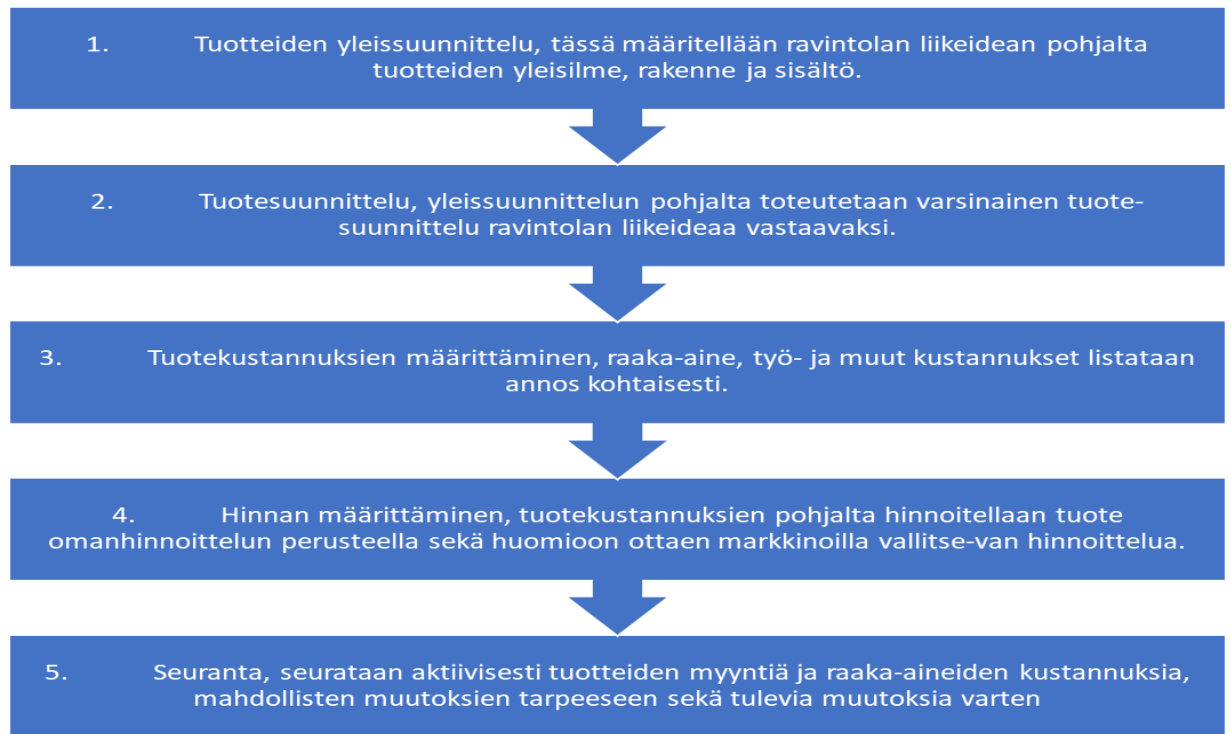 1. Tuotteiden yleissuunnittelu, tässä määritellään ravintolan liikeidean pohjalta
tuotteiden yleisilme, rakenne ja sisältö.
2. Tuotesuunnittelu, yleissuunnittelun pohjalta toteutetaan varsinainen tuote-
suunnittelu ravintolan liikeideaa vastaavaksi.
3. Tuotekustannuksien määrittäminen, raaka-aine, työ- ja muut kustannukset listataan
annos kohtaisesti.
4. Hinnan määrittäminen, tuotekustannuksien pohjalta hinnoitellaan tuote
omanhinnoittelun perusteella sekä huomioon ottaen markkinoilla vallitse-van hinnoittelua.
5. Seuranta, seurataan aktiivisesti tuotteiden myyntiä ja raaka-aineiden kustannuksia,
mahdollisten muutoksien tarpeeseen sekä tulevia muutoksia varten